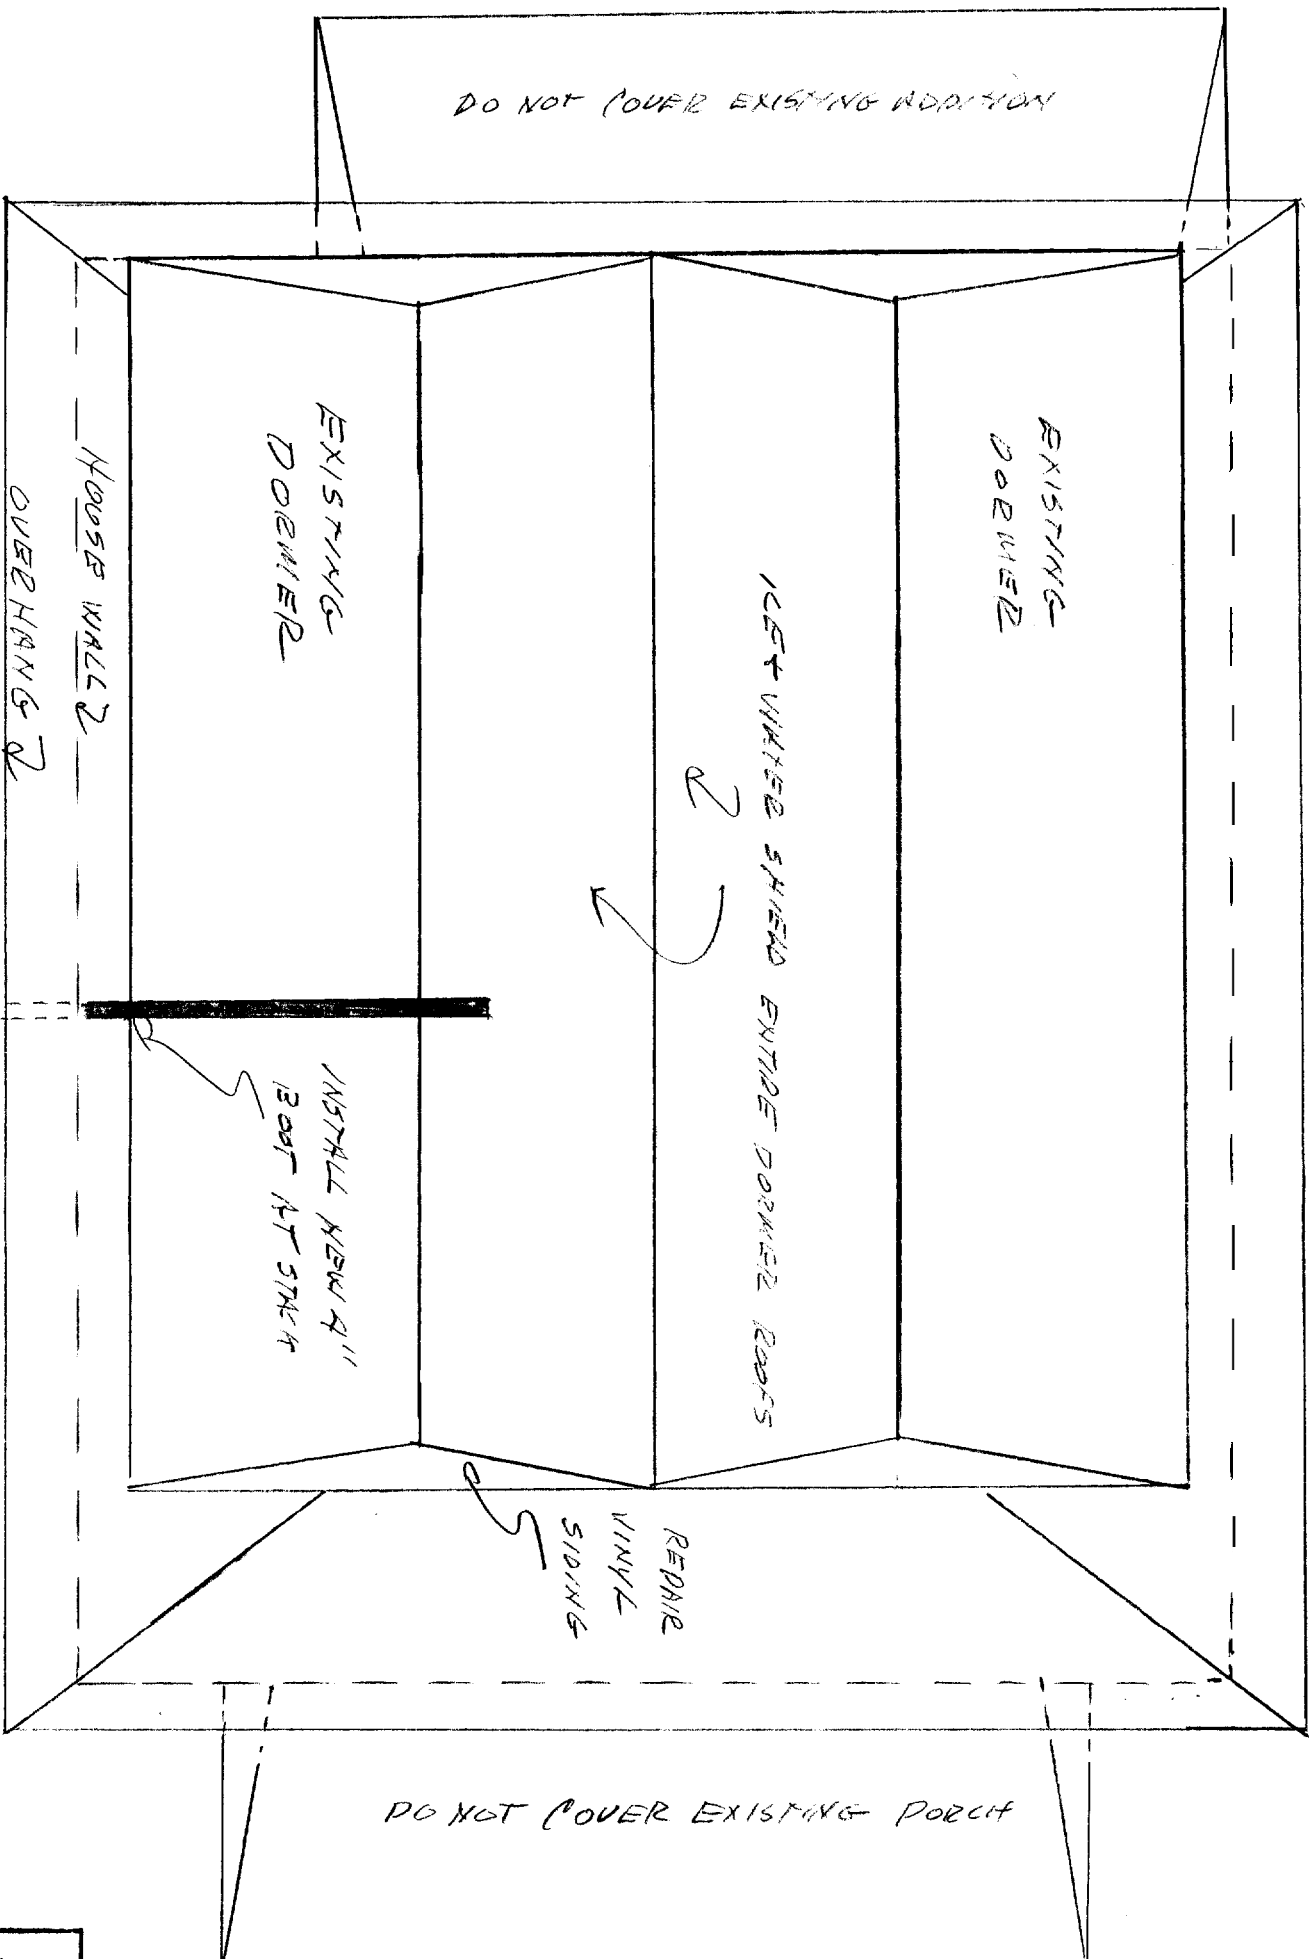 DO NOT COVER EXISTING ADDITION
EXISTING
DORMER
EXISTING
DORMER
ICE & WATER SHIELD ENTIRE DORMER ROOFS
HOUSE WALL
OVERHANG
INSTALL NEW 4"
BOOT AT STACK
REPAIR
VINYL
SIDING
DO NOT COVER EXISTING PORCH